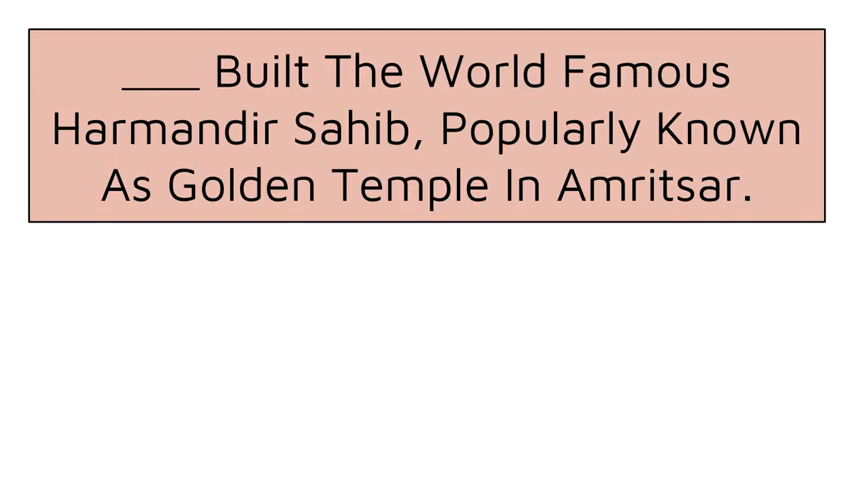 ____ Built The World Famous
Harmandir Sahib, Popularly Known
As Golden Temple In Amritsar.